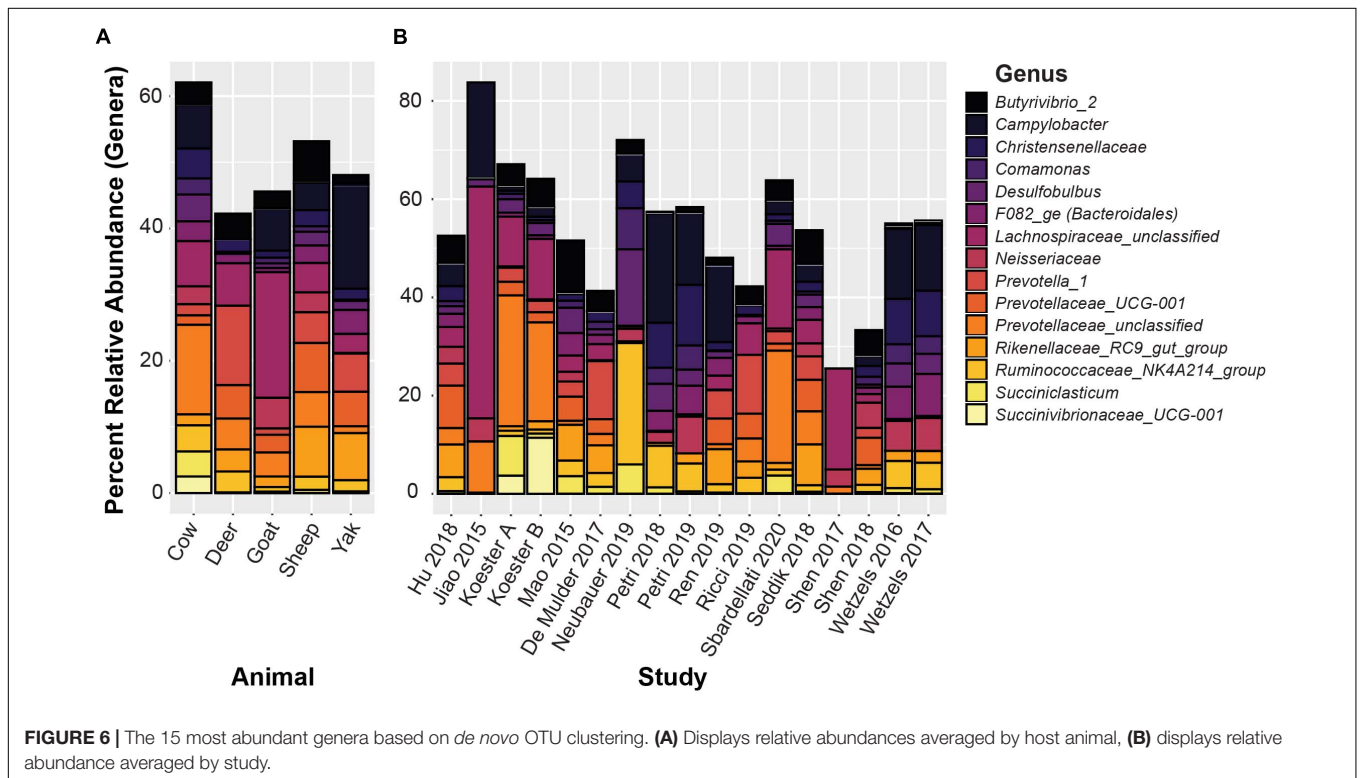 A
B
Percent Relative Abundance (Genera)
60
40
20
0
Cow
Deer
Goat
Sheep
Yak
Animal
80
60
40
20
0
Hu 2018
Jiao 2015
Koester A
Koester B
Mao 2015
De Mulder 2017
Neubauer 2019
Petri 2018
Petri 2019
Ren 2019
Ricci 2019
Sbardellati 2020
Seddik 2018
Shen 2017
Shen 2018
Wetzels 2016
Wetzels 2017
Study
Genus
Butyrivibrio_2
Campylobacter
Christensenellaceae
Comamonas
Desulfobulbus
F082_ge (Bacteroidales)
Lachnospiraceae_unclassified
Neisseriaceae
Prevotella_1
Prevotellaceae_UCG-001
Prevotellaceae_unclassified
Rikenellaceae_RC9_gut_group
Ruminococcaceae_NK4A214_group
Succiniclasticum
Succinivibrionaceae_UCG-001
FIGURE 6 | The 15 most abundant genera based on de novo OTU clustering. (A) Displays relative abundances averaged by host animal, (B) displays relative
abundance averaged by study.